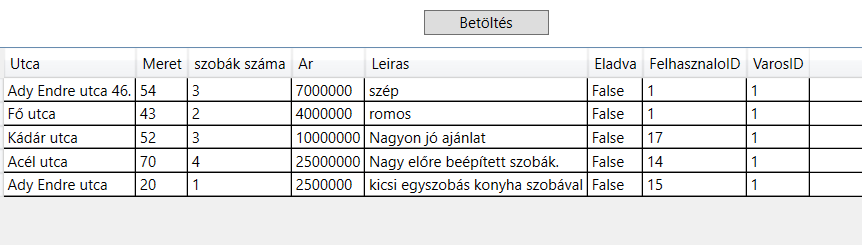 Betöltés
Utca Meret szobák száma Ar Leiras Eladva FelhasznaloID VarosID
Ady Endre utca 46. 54 3 7000000 szép False 1 1
Fő utca 43 2 4000000 romos False 1 1
Kádár utca 52 3 10000000 Nagyon jó ajánlat False 17 1
Acél utca 70 4 25000000 Nagy előre beépített szobák. False 14 1
Ady Endre utca 20 1 2500000 kicsi egyszobás konyha szobával False 15 1